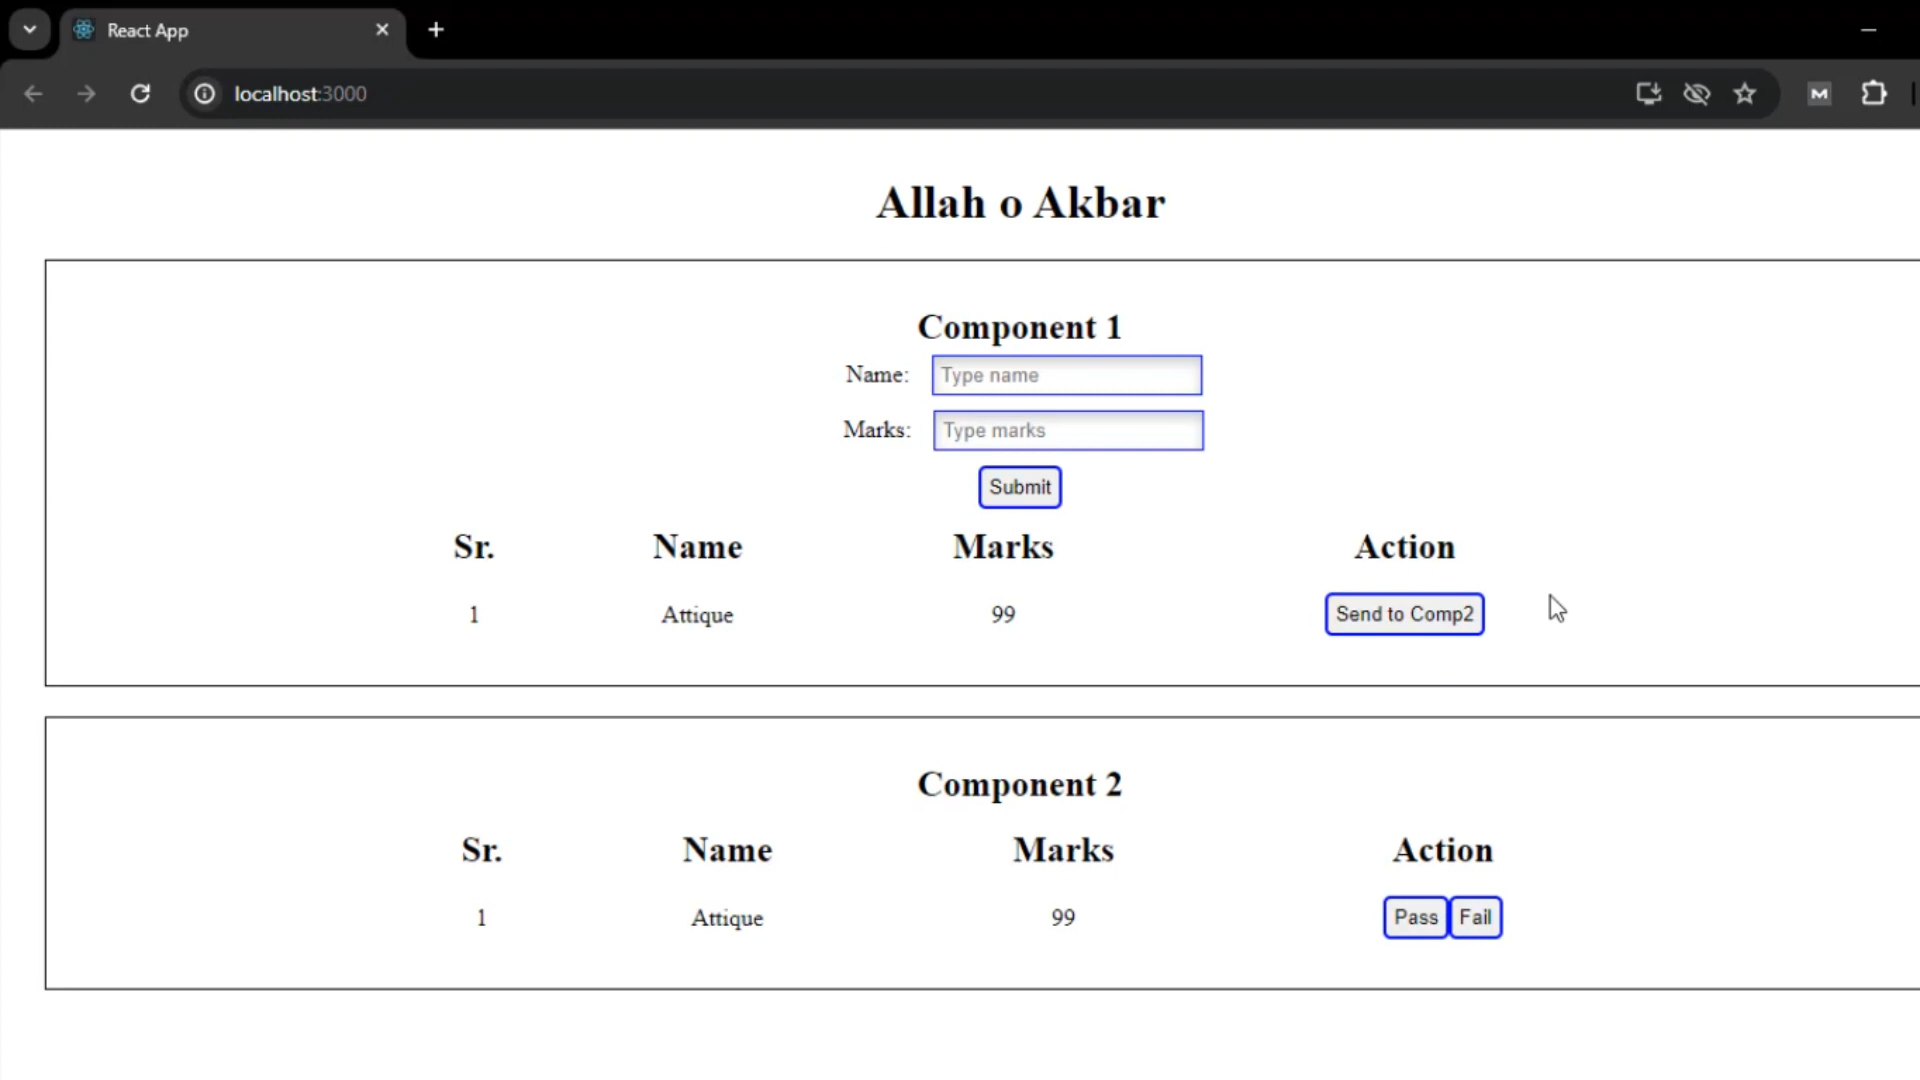 React App
localhost:3000
Allah o Akbar
Component 1
Name: Type name
Marks: Type marks
Submit
Sr. Name Marks Action
1 Attique 99 Send to Comp2
Component 2
Sr. Name Marks Action
1 Attique 99 Pass Fail